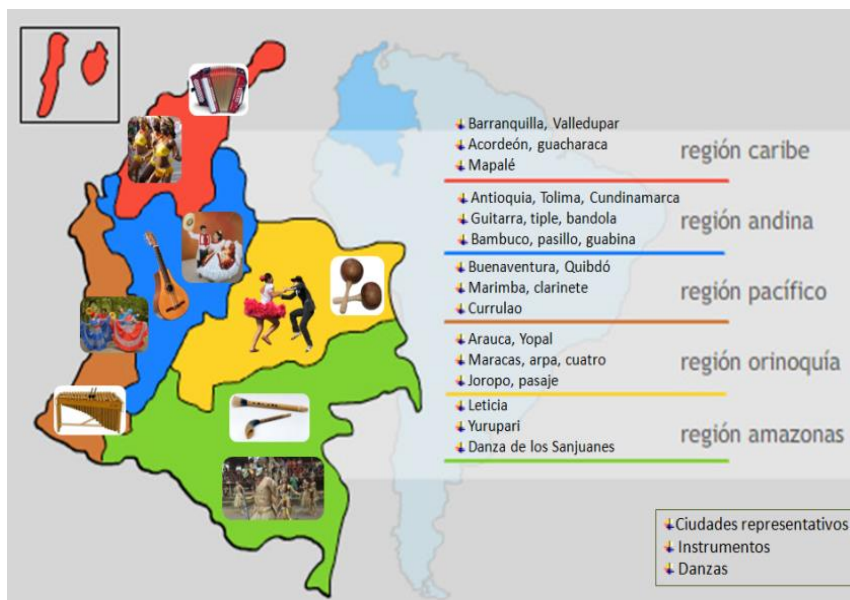 Barranquilla, Valledupar
Acordeón, guacharaca
Mapalé
región caribe
Antioquia, Tolima, Cundinamarca
Guitarra, tiple, bandola
Bambuco, pasillo, guabina
región andina
Buenaventura, Quibdó
Marimba, clarinete
Currulao
región pacífico
Arauca, Yopal
Maracas, arpa, cuatro
Joropo, pasaje
región orinoquía
Leticia
Yurupari
Danza de los Sanjuanes
región amazonas
Ciudades representativos
Instrumentos
Danzas